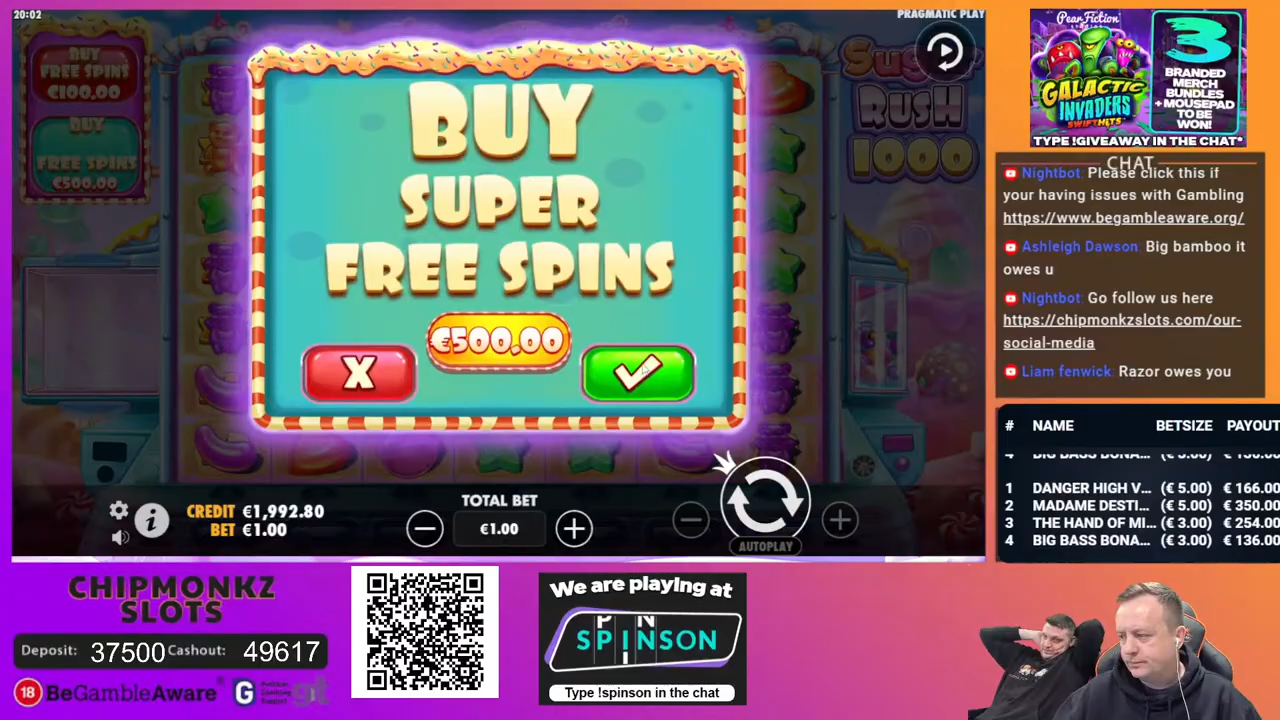 20:02
PRAGMATIC PLAY
BUY
FREE SPINS
€100.00
BUY
FREE SPINS
€500.00
BUY
SUPER
FREE SPINS
€500.00
X
RUSH
1000
CREDIT €1,992.80
BET €1.00
TOTAL BET
€1.00
AUTOPLAY
PearFiction
STUDIOS
GALACTIC
INVADERS
SWIFTHITS
3
BRANDED
MERCH
BUNDLES
+ MOUSEPAD
TO BE
WON!
TYPE !GIVEAWAY IN THE CHAT*
CHAT
Nightbot: Please click this if
your having issues with Gambling
https://www.begambleaware.org/
Ashleigh Dawson: Big bamboo it
owes u
Nightbot: Go follow us here
https://chipmonkzslots.com/our-
social-media
Liam fenwick: Razor owes you
# NAME BETSIZE PAYOUT
1 DANGER HIGH V... (€ 5.00) € 166.00
2 MADAME DESTI... (€ 5.00) € 350.00
3 THE HAND OF MI... (€ 3.00) € 254.00
4 BIG BASS BONA... (€ 3.00) € 136.00
CHIPMONKZ
SLOTS
Deposit: 37500 Cashout: 49617
18 BeGambleAware
We are playing at
SPINSON
Type !spinson in the chat